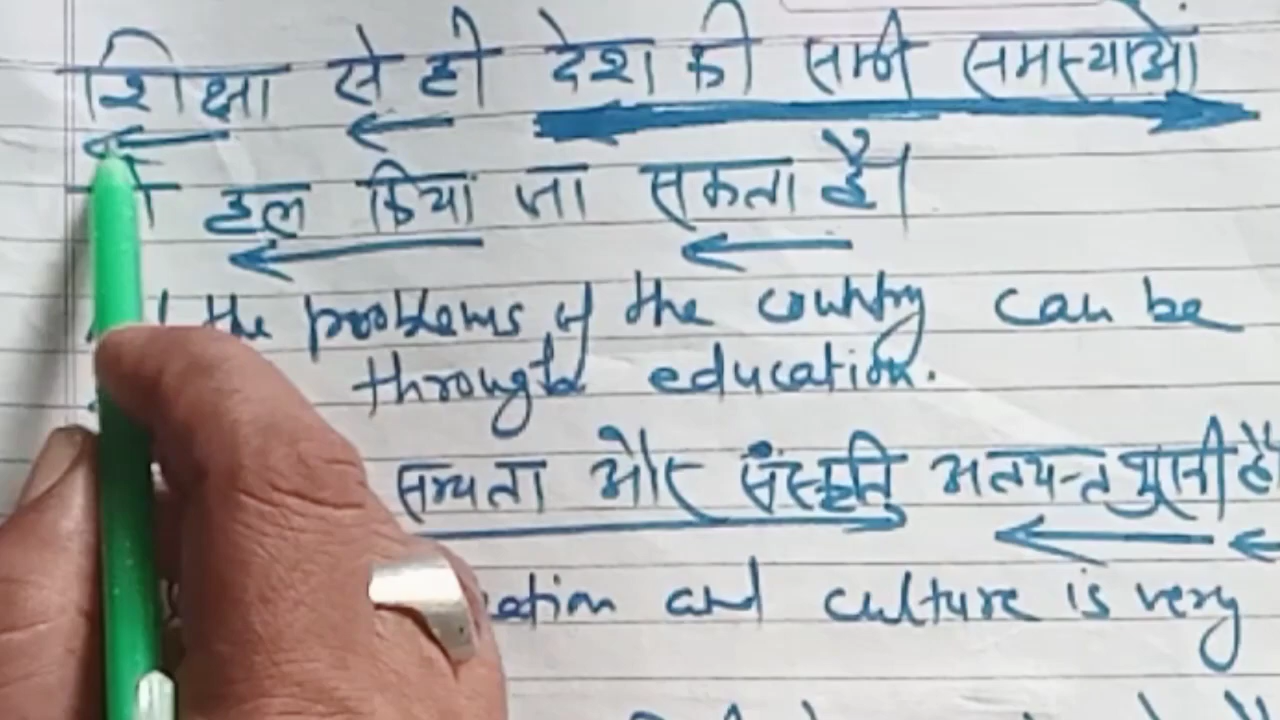 शिक्षा से ही देश की सभी समस्याओं
हल किया जा सकता है।
the problems of the country can be
through education.
सभ्यता और संस्कृति अत्यन्त पुरानी है
and culture is very